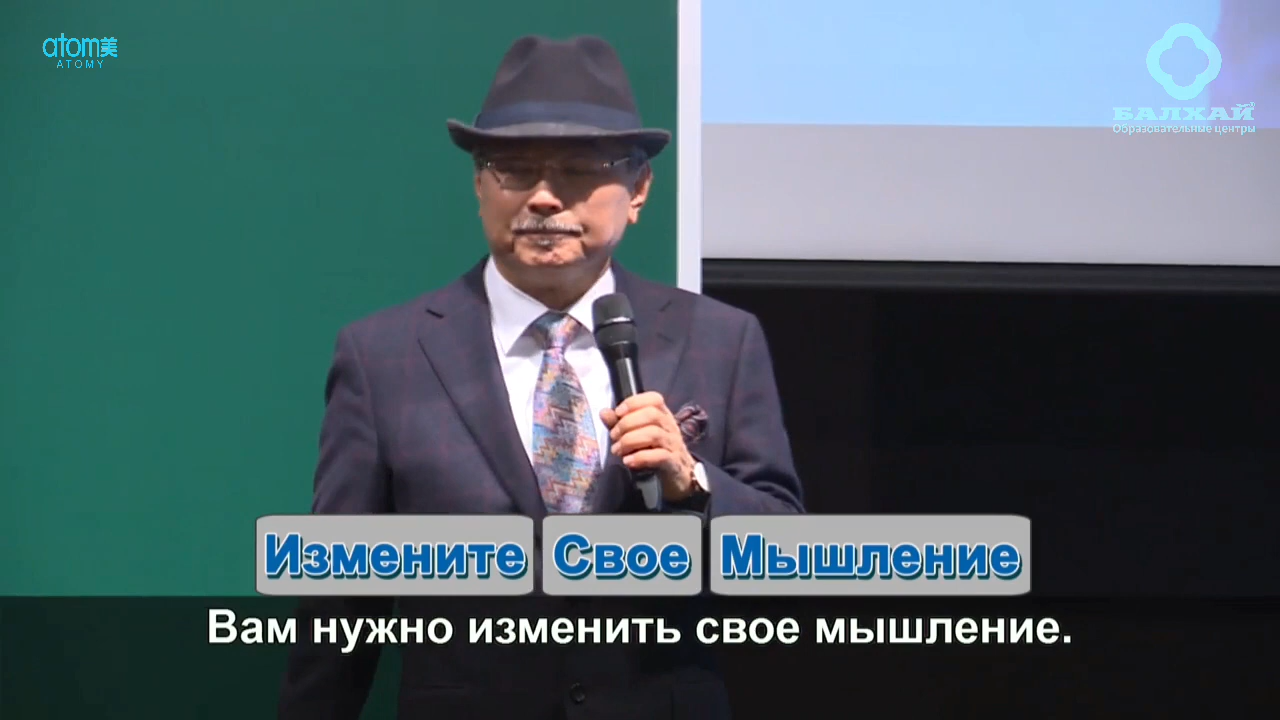 atom美
ATOMY
БАЛХАЙ
Образовательные центры
Измените Свое Мышление
Вам нужно изменить свое мышление.